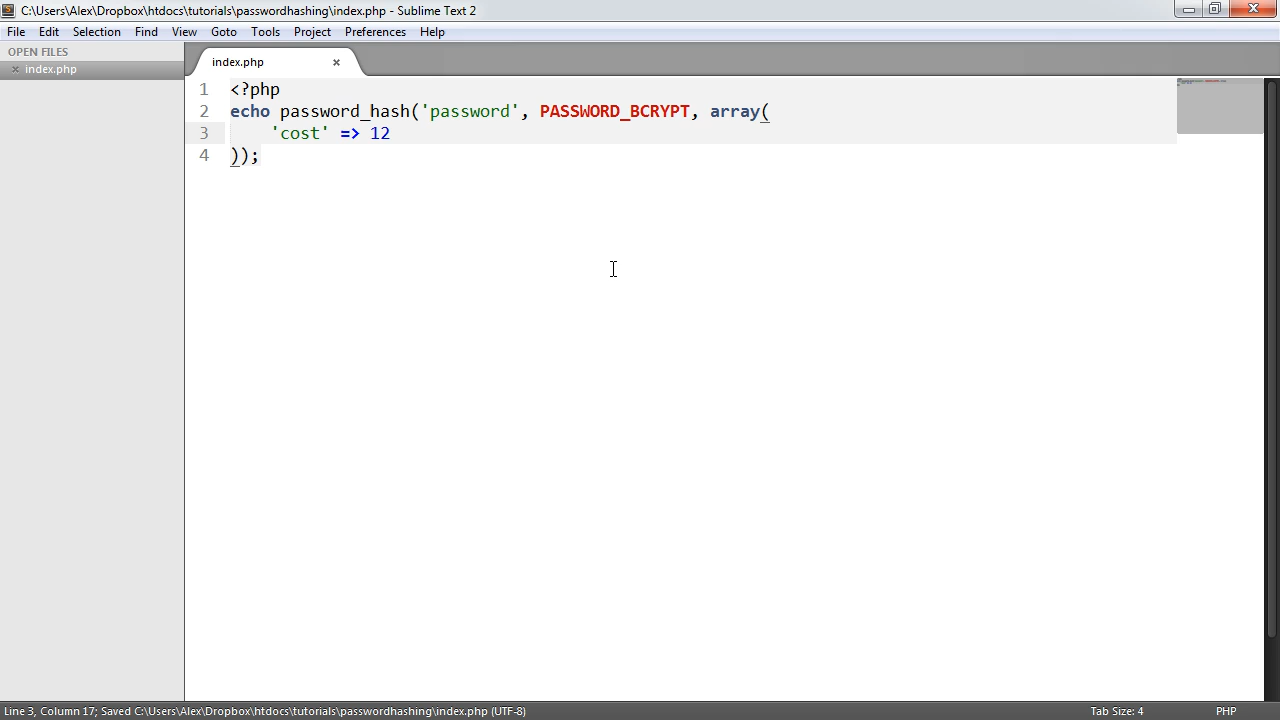 C:\Users\Alex\Dropbox\htdocs\tutorials\passwordhashing\index.php - Sublime Text 2
File Edit Selection Find View Goto Tools Project Preferences Help
OPEN FILES
× index.php
index.php ×
1 <?php
2 echo password_hash('password', PASSWORD_BCRYPT, array(
3     'cost' => 12
4 ));
Line 3, Column 17; Saved C:\Users\Alex\Dropbox\htdocs\tutorials\passwordhashing\index.php (UTF-8) Tab Size: 4 PHP